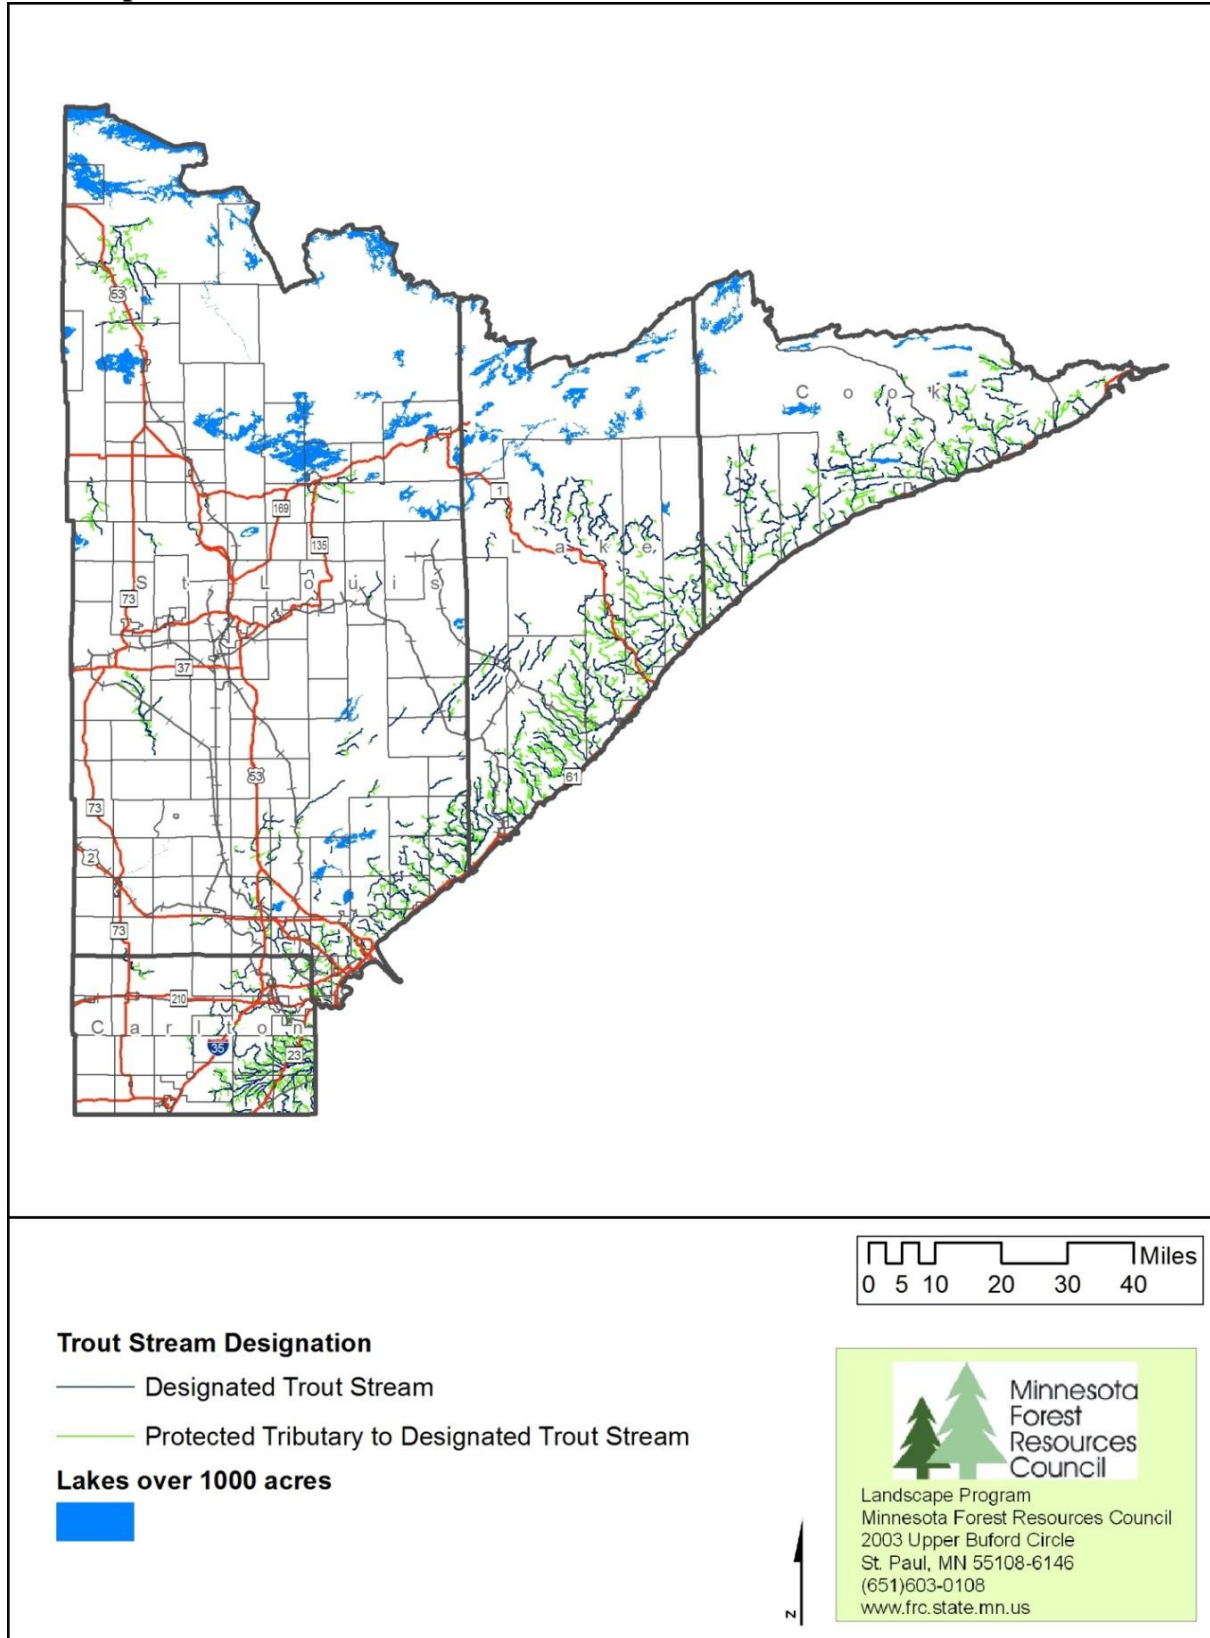 53
C o o k
1
169
135
L a k e
S t. L o u i s
73
37
53
61
73
2
73
210
C a r l t o n
35
23
Miles
0 5 10 20 30 40
Trout Stream Designation
Designated Trout Stream
Protected Tributary to Designated Trout Stream
Lakes over 1000 acres
Minnesota
Forest
Resources
Council
Landscape Program
Minnesota Forest Resources Council
2003 Upper Buford Circle
St. Paul, MN 55108-6146
(651)603-0108
www.frc.state.mn.us
N